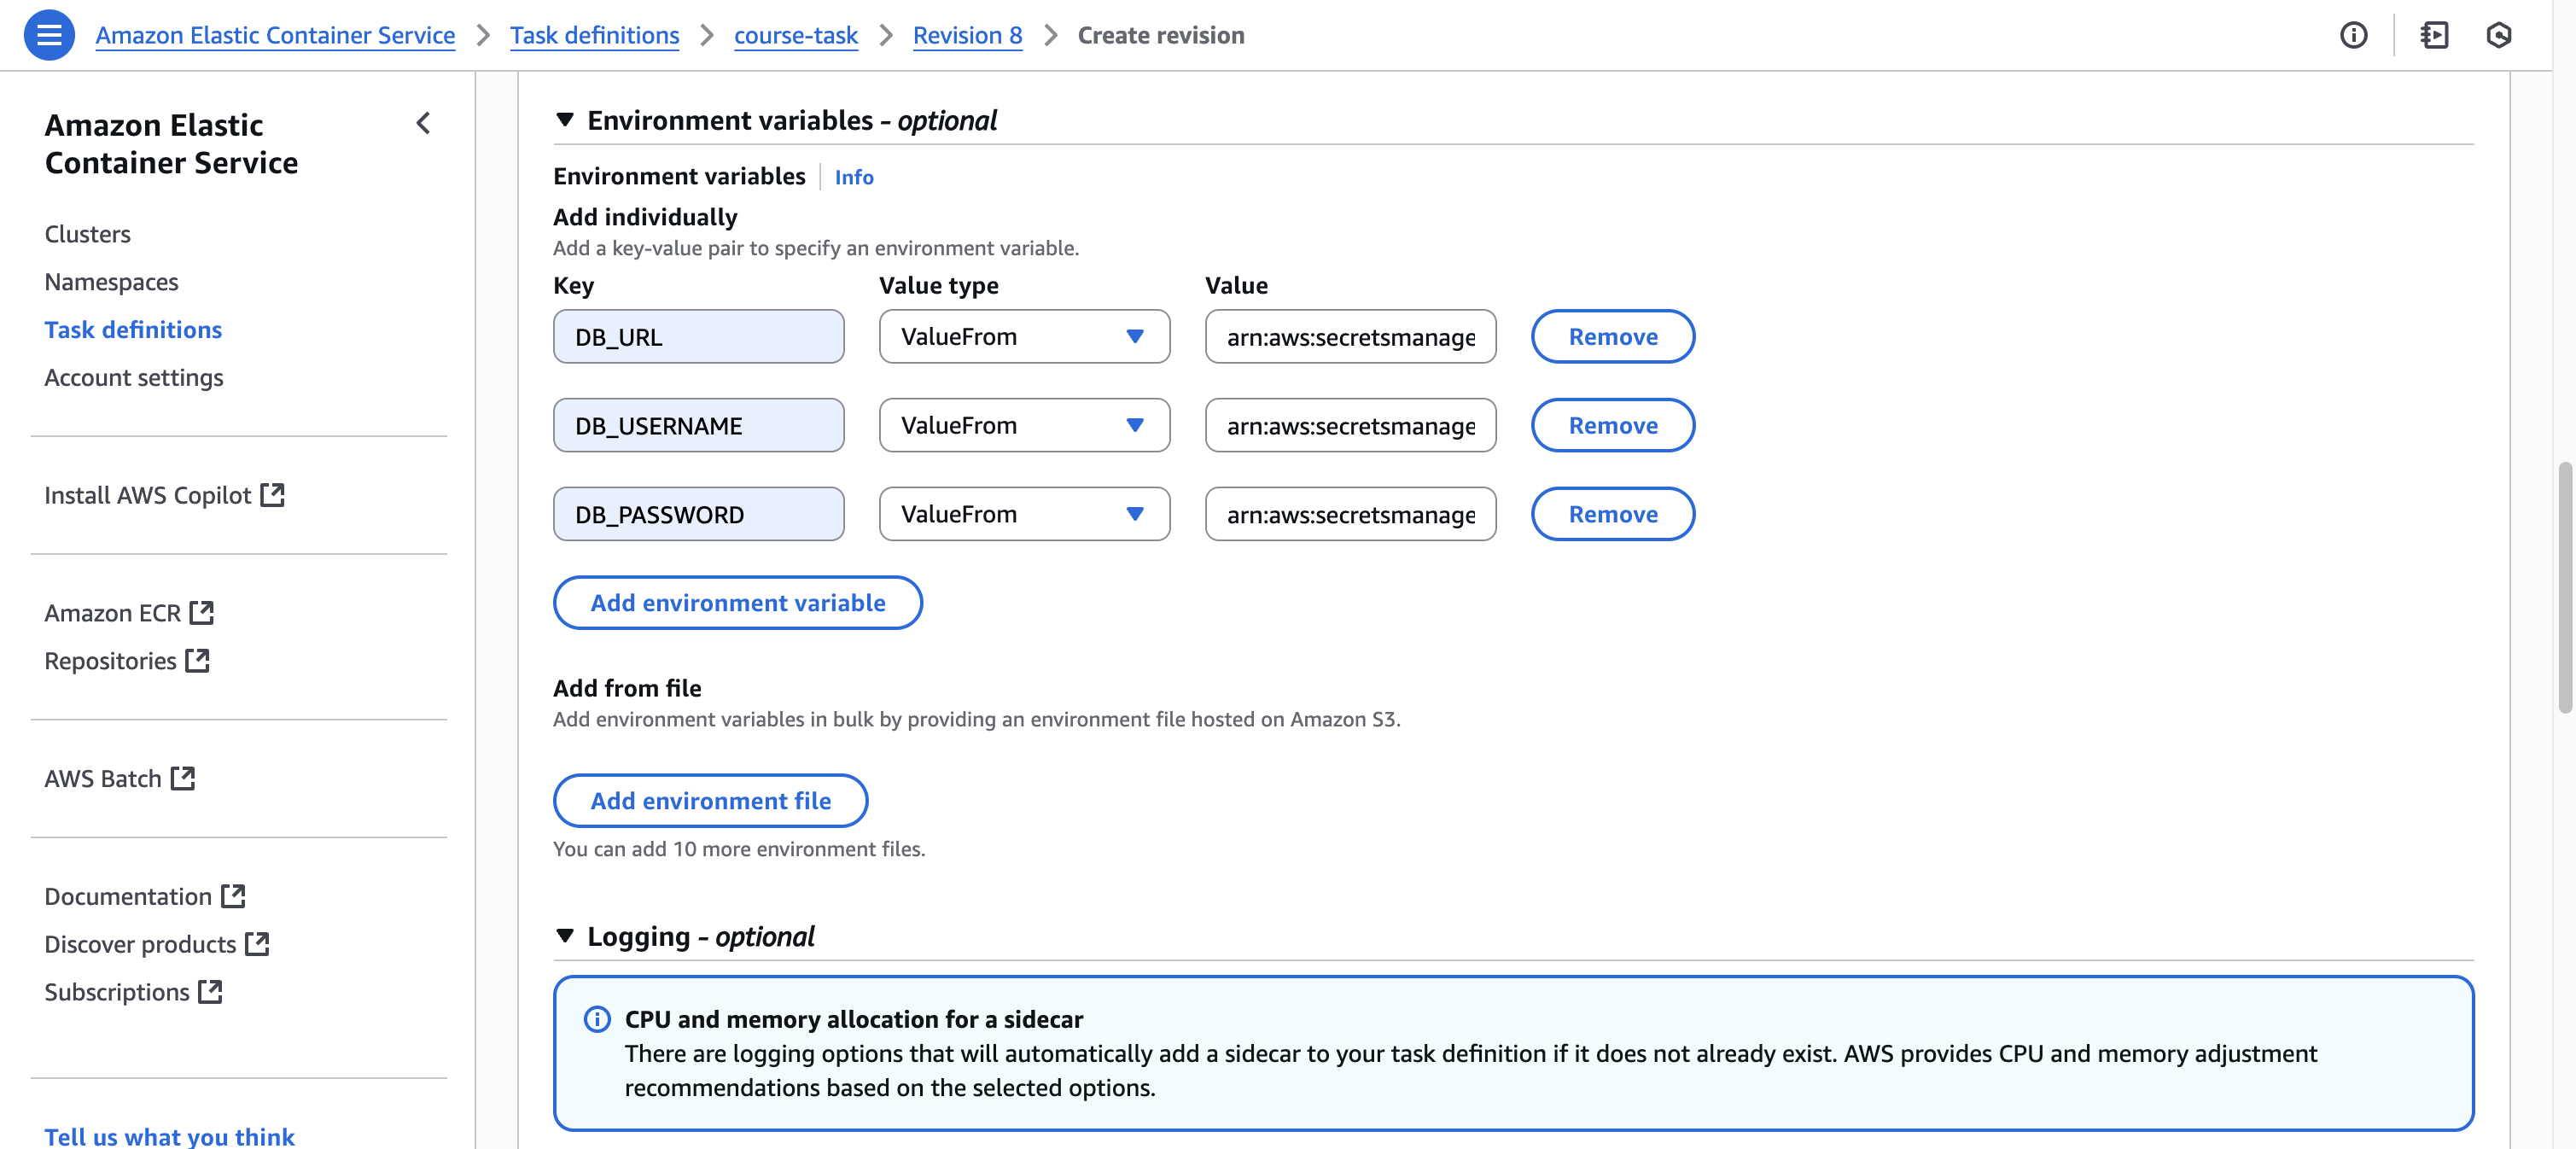 Amazon Elastic Container Service > Task definitions > course-task > Revision 8 > Create revision
Amazon Elastic
Container Service
Clusters
Namespaces
Task definitions
Account settings
Install AWS Copilot
Amazon ECR
Repositories
AWS Batch
Documentation
Discover products
Subscriptions
Tell us what you think
Environment variables - optional
Environment variables Info
Add individually
Add a key-value pair to specify an environment variable.
Key Value type Value
DB_URL ValueFrom arn:aws:secretsmanage Remove
DB_USERNAME ValueFrom arn:aws:secretsmanage Remove
DB_PASSWORD ValueFrom arn:aws:secretsmanage Remove
Add environment variable
Add from file
Add environment variables in bulk by providing an environment file hosted on Amazon S3.
Add environment file
You can add 10 more environment files.
Logging - optional
CPU and memory allocation for a sidecar
There are logging options that will automatically add a sidecar to your task definition if it does not already exist. AWS provides CPU and memory adjustment
recommendations based on the selected options.